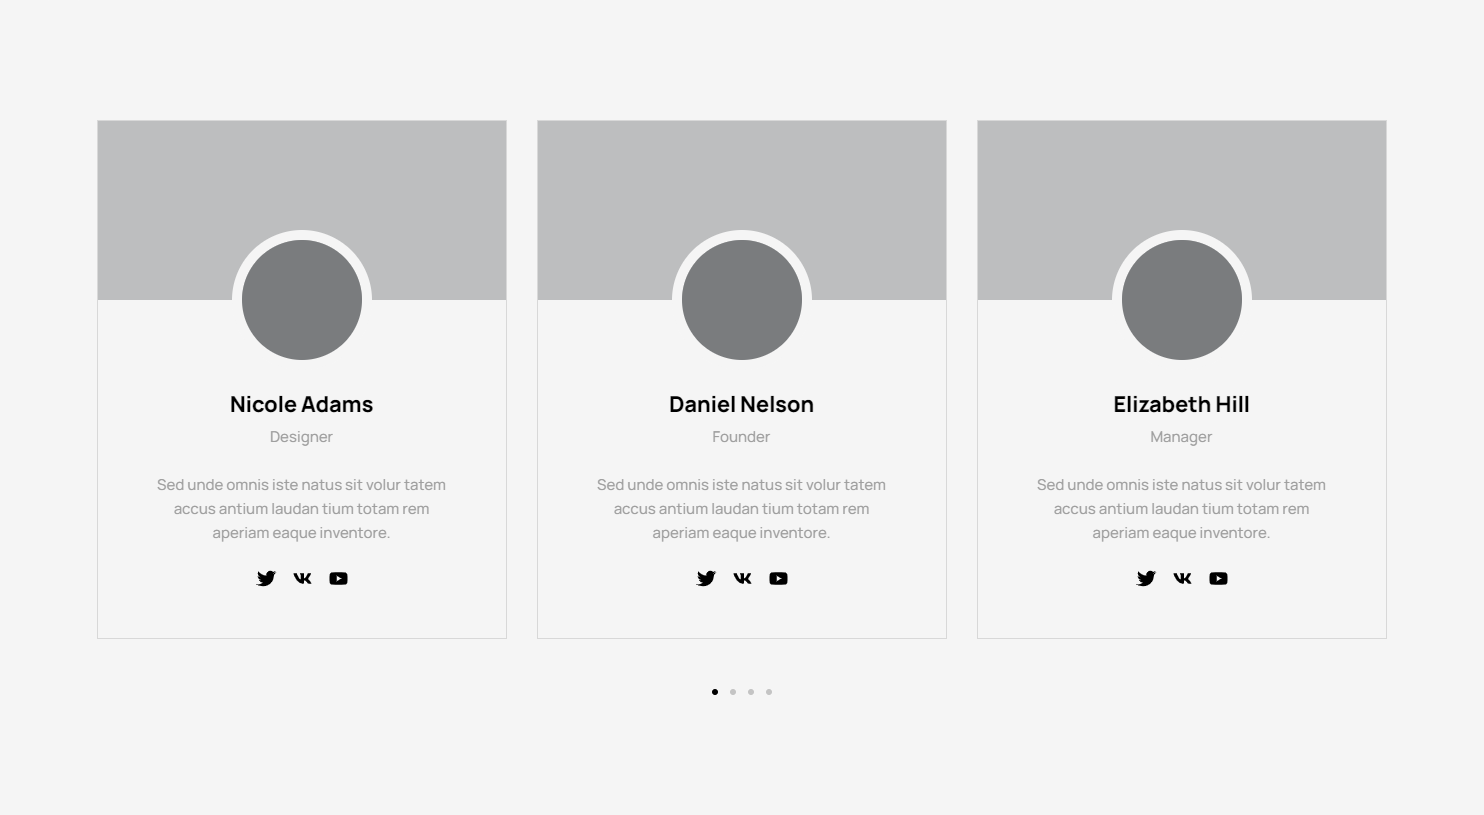 Nicole Adams
Designer
Sed unde omnis iste natus sit volur tatem
accus antium laudan tium totam rem
aperiam eaque inventore.
Daniel Nelson
Founder
Sed unde omnis iste natus sit volur tatem
accus antium laudan tium totam rem
aperiam eaque inventore.
Elizabeth Hill
Manager
Sed unde omnis iste natus sit volur tatem
accus antium laudan tium totam rem
aperiam eaque inventore.